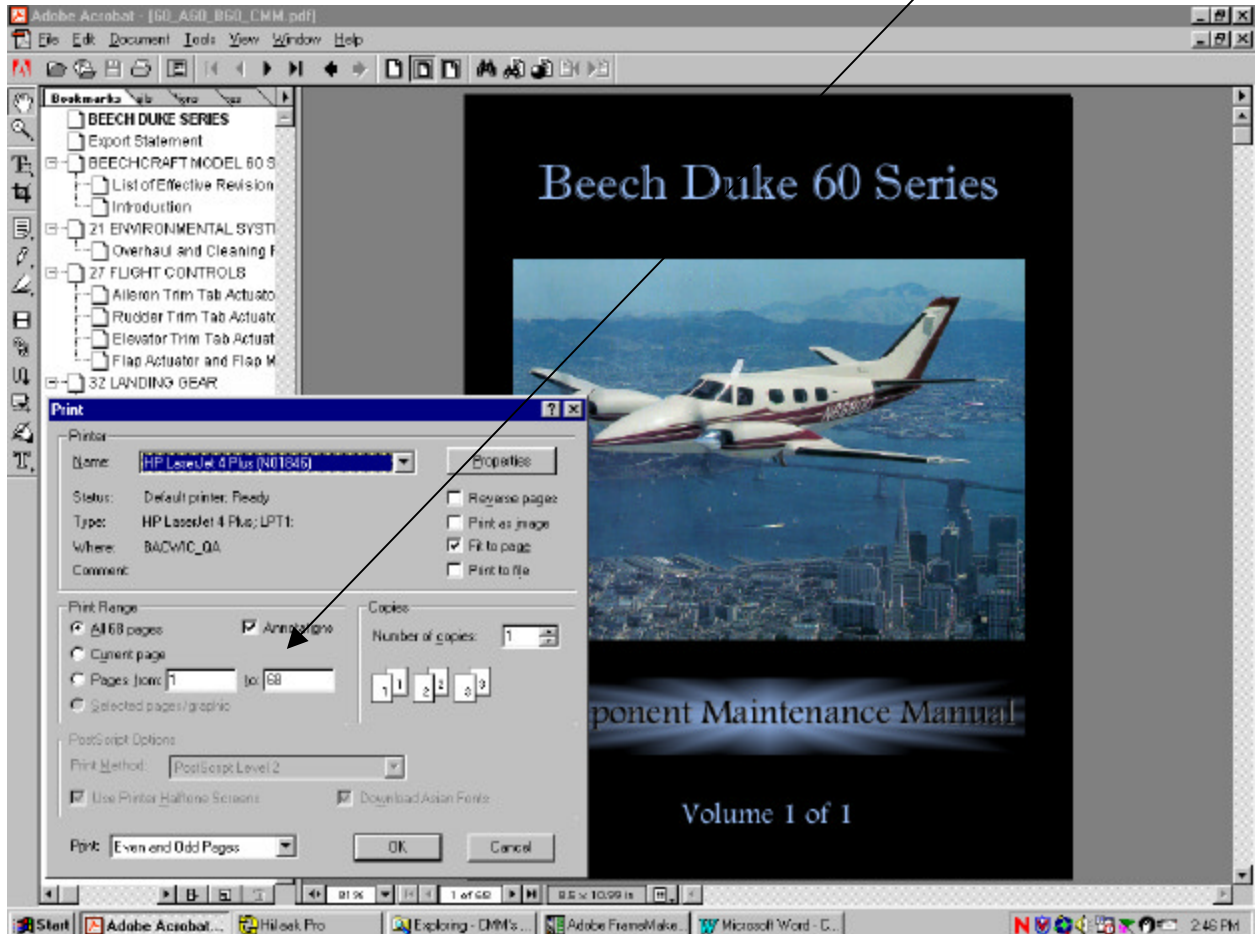 Adobe Acrobat - [60_A60_B60_CMM.pdf]
File Edit Document Tools View Window Help
Bookmarks
BEECH DUKE SERIES
Export Statement
BEECHCRAFT MODEL 60 S
List of Effective Revision
Introduction
21 ENVIRONMENTAL SYST
Overhaul and Cleaning
27 FLIGHT CONTROLS
Aileron Trim Tab Actuato
Rudder Trim Tab Actuato
Elevator Trim Tab Actuat
Flap Actuator and Flap M
32 LANDING GEAR
Beech Duke 60 Series
ponent Maintenance Manual
Volume 1 of 1
Print
Printer
Name: HP LaserJet 4 Plus (N01846)
Properties
Status: Default printer; Ready
Type: HP LaserJet 4 Plus; LPT1:
Where: BACWIC_QA
Comment:
Reverse pages
Print as image
Fit to page
Print to file
Print Range
All 68 pages
Annotations
Current page
Pages from: 1 to: 68
Selected pages/graphic
Copies
Number of copies: 1
1 1 2 2 3 3
PostScript Options
Print Method: PostScript Level 2
Use Printer Halftone Screens
Download Asian Fonts
Print: Even and Odd Pages
OK
Cancel
81% 1 of 68 8.5 x 10.99 in
Start Adobe Acrobat... Pro Exploring - CMM's ... Adobe FrameMake... Microsoft Word - C... 2:46 PM